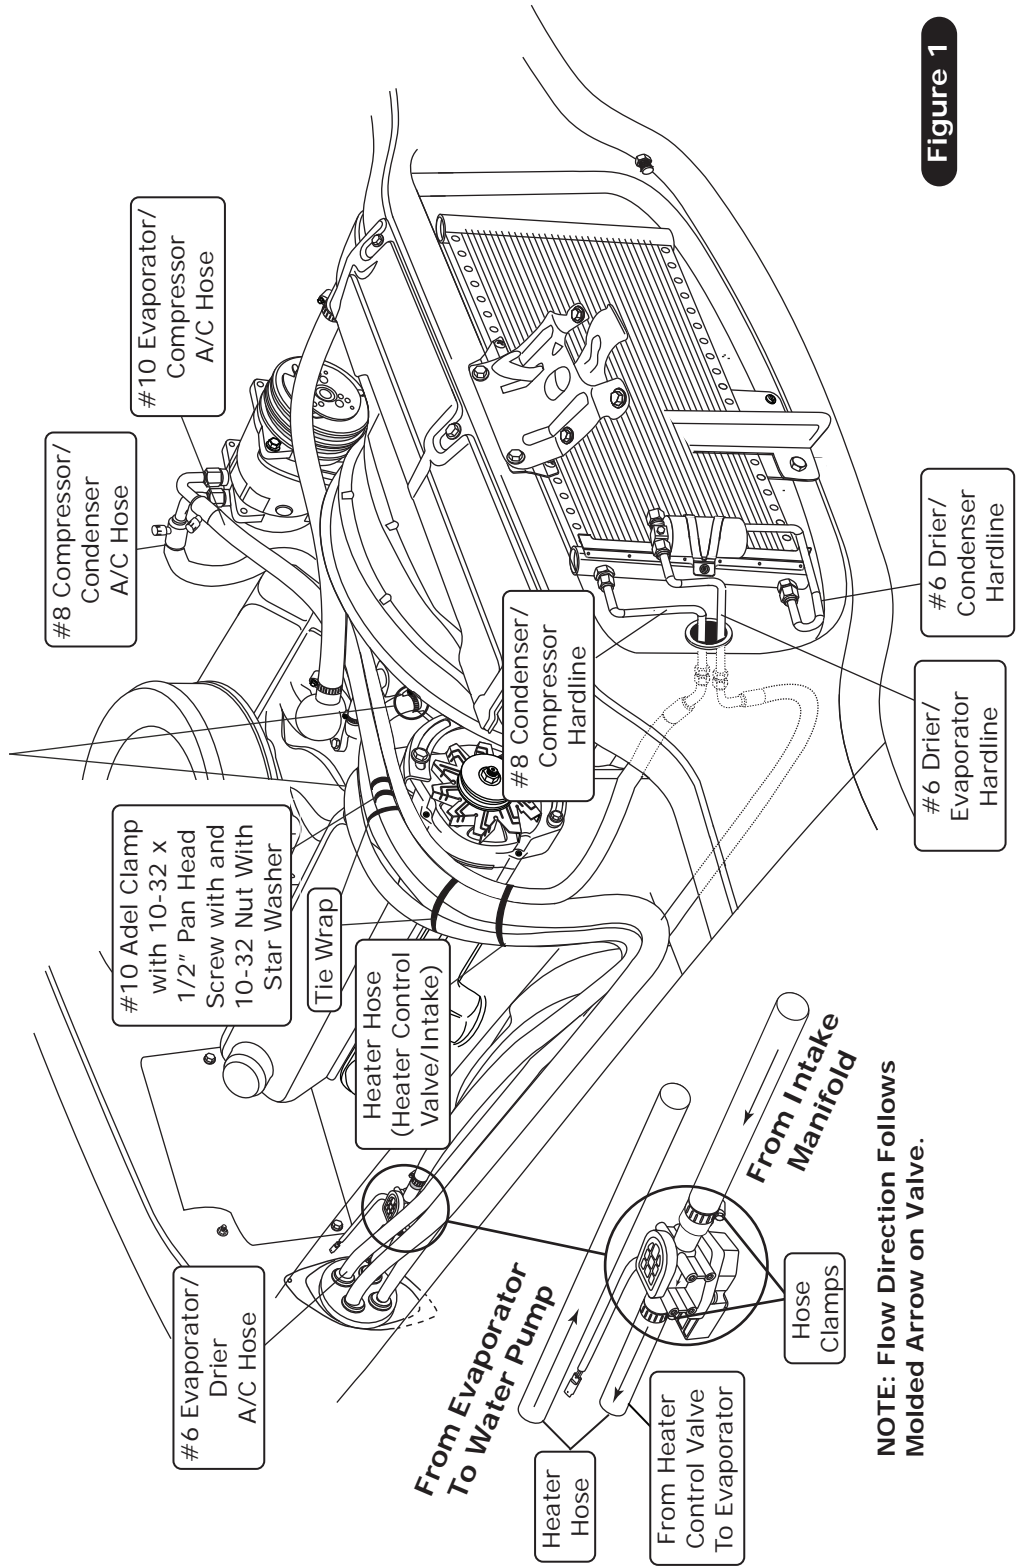 #10 Evaporator/
Compressor
A/C Hose
#8 Compressor/
Condenser
A/C Hose
#10 Adel Clamp
with 10-32 x
1/2" Pan Head
Screw with and
10-32 Nut With
Star Washer
Tie Wrap
Heater Hose
(Heater Control
Valve/Intake)
#6 Evaporator/
Drier
A/C Hose
#8 Condenser/
Compressor
Hardline
#6 Drier/
Condenser
Hardline
#6 Drier/
Evaporator
Hardline
From Evaporator
To Water Pump
From Intake
Manifold
Heater
Hose
From Heater
Control Valve
To Evaporator
Hose
Clamps
NOTE: Flow Direction Follows
Molded Arrow on Valve.
Figure 1